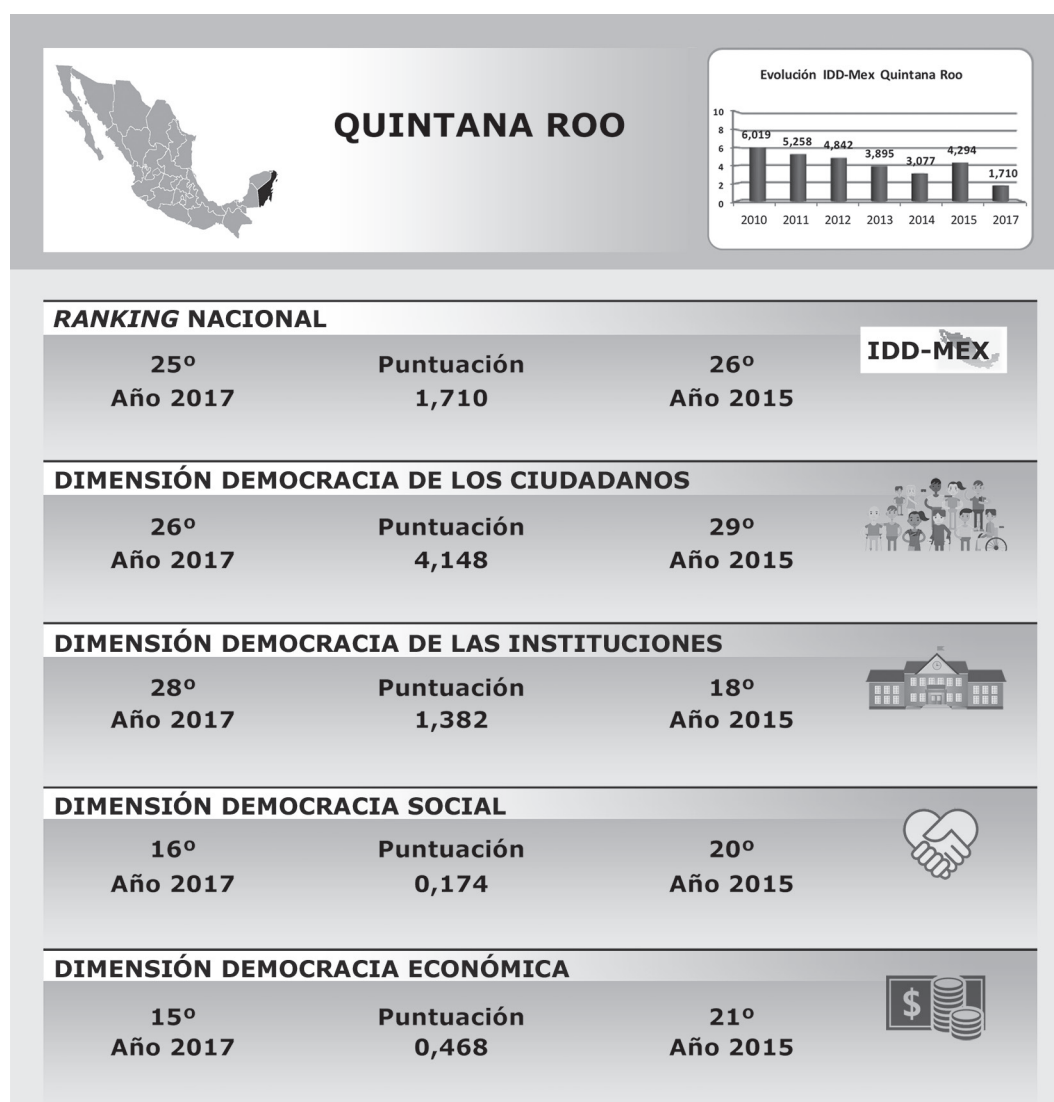 QUINTANA ROO
Evolución IDD-Mex Quintana Roo
10
8
6
4
2
0
6,019
5,258
4,842
3,895
3,077
4,294
1,710
2010 2011 2012 2013 2014 2015 2017
RANKING NACIONAL
IDD-MEX
25º Puntuación 26º
Año 2017 1,710 Año 2015
DIMENSIÓN DEMOCRACIA DE LOS CIUDADANOS
26º Puntuación 29º
Año 2017 4,148 Año 2015
DIMENSIÓN DEMOCRACIA DE LAS INSTITUCIONES
28º Puntuación 18º
Año 2017 1,382 Año 2015
DIMENSIÓN DEMOCRACIA SOCIAL
16º Puntuación 20º
Año 2017 0,174 Año 2015
DIMENSIÓN DEMOCRACIA ECONÓMICA
$
15º Puntuación 21º
Año 2017 0,468 Año 2015